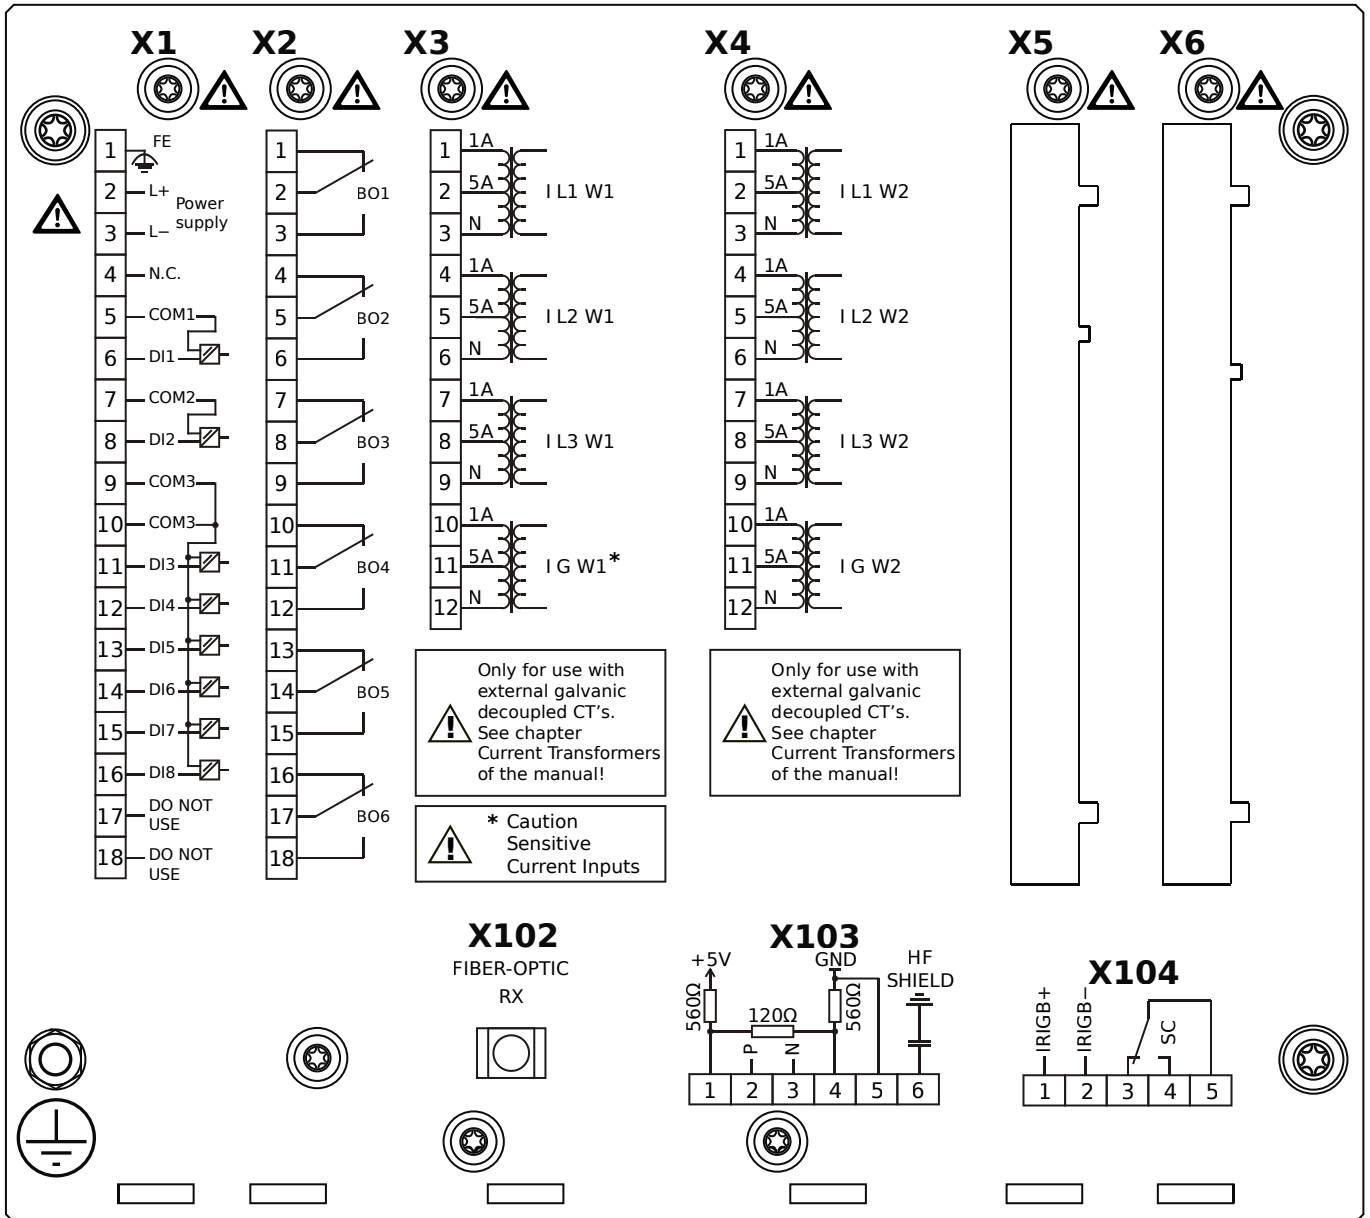 X1 X2 X3 X4 X5 X6
1 FE
2 L+
Power
supply
3 L−
4 N.C.
5 COM1
6 DI1
7 COM2
8 DI2
9 COM3
10 COM3
11 DI3
12 DI4
13 DI5
14 DI6
15 DI7
16 DI8
17 DO NOT
USE
18 DO NOT
USE
1
2 BO1
3
4
5 BO2
6
7
8 BO3
9
10
11 BO4
12
13
14 BO5
15
16
17 BO6
18
1 1A
2 5A I L1 W1
3 N
4 1A
5 5A I L2 W1
6 N
7 1A
8 5A I L3 W1
9 N
10 1A
11 5A I G W1*
12 N
Only for use with
external galvanic
decoupled CT's.
See chapter
Current Transformers
of the manual!
* Caution
Sensitive
Current Inputs
1 1A
2 5A I L1 W2
3 N
4 1A
5 5A I L2 W2
6 N
7 1A
8 5A I L3 W2
9 N
10 1A
11 5A I G W2
12 N
Only for use with
external galvanic
decoupled CT's.
See chapter
Current Transformers
of the manual!
X102
FIBER-OPTIC
RX
X103
+5V GND HF
SHIELD
560Ω 120Ω 560Ω
P N
1 2 3 4 5 6
X104
IRIGB+ IRIGB− SC
1 2 3 4 5